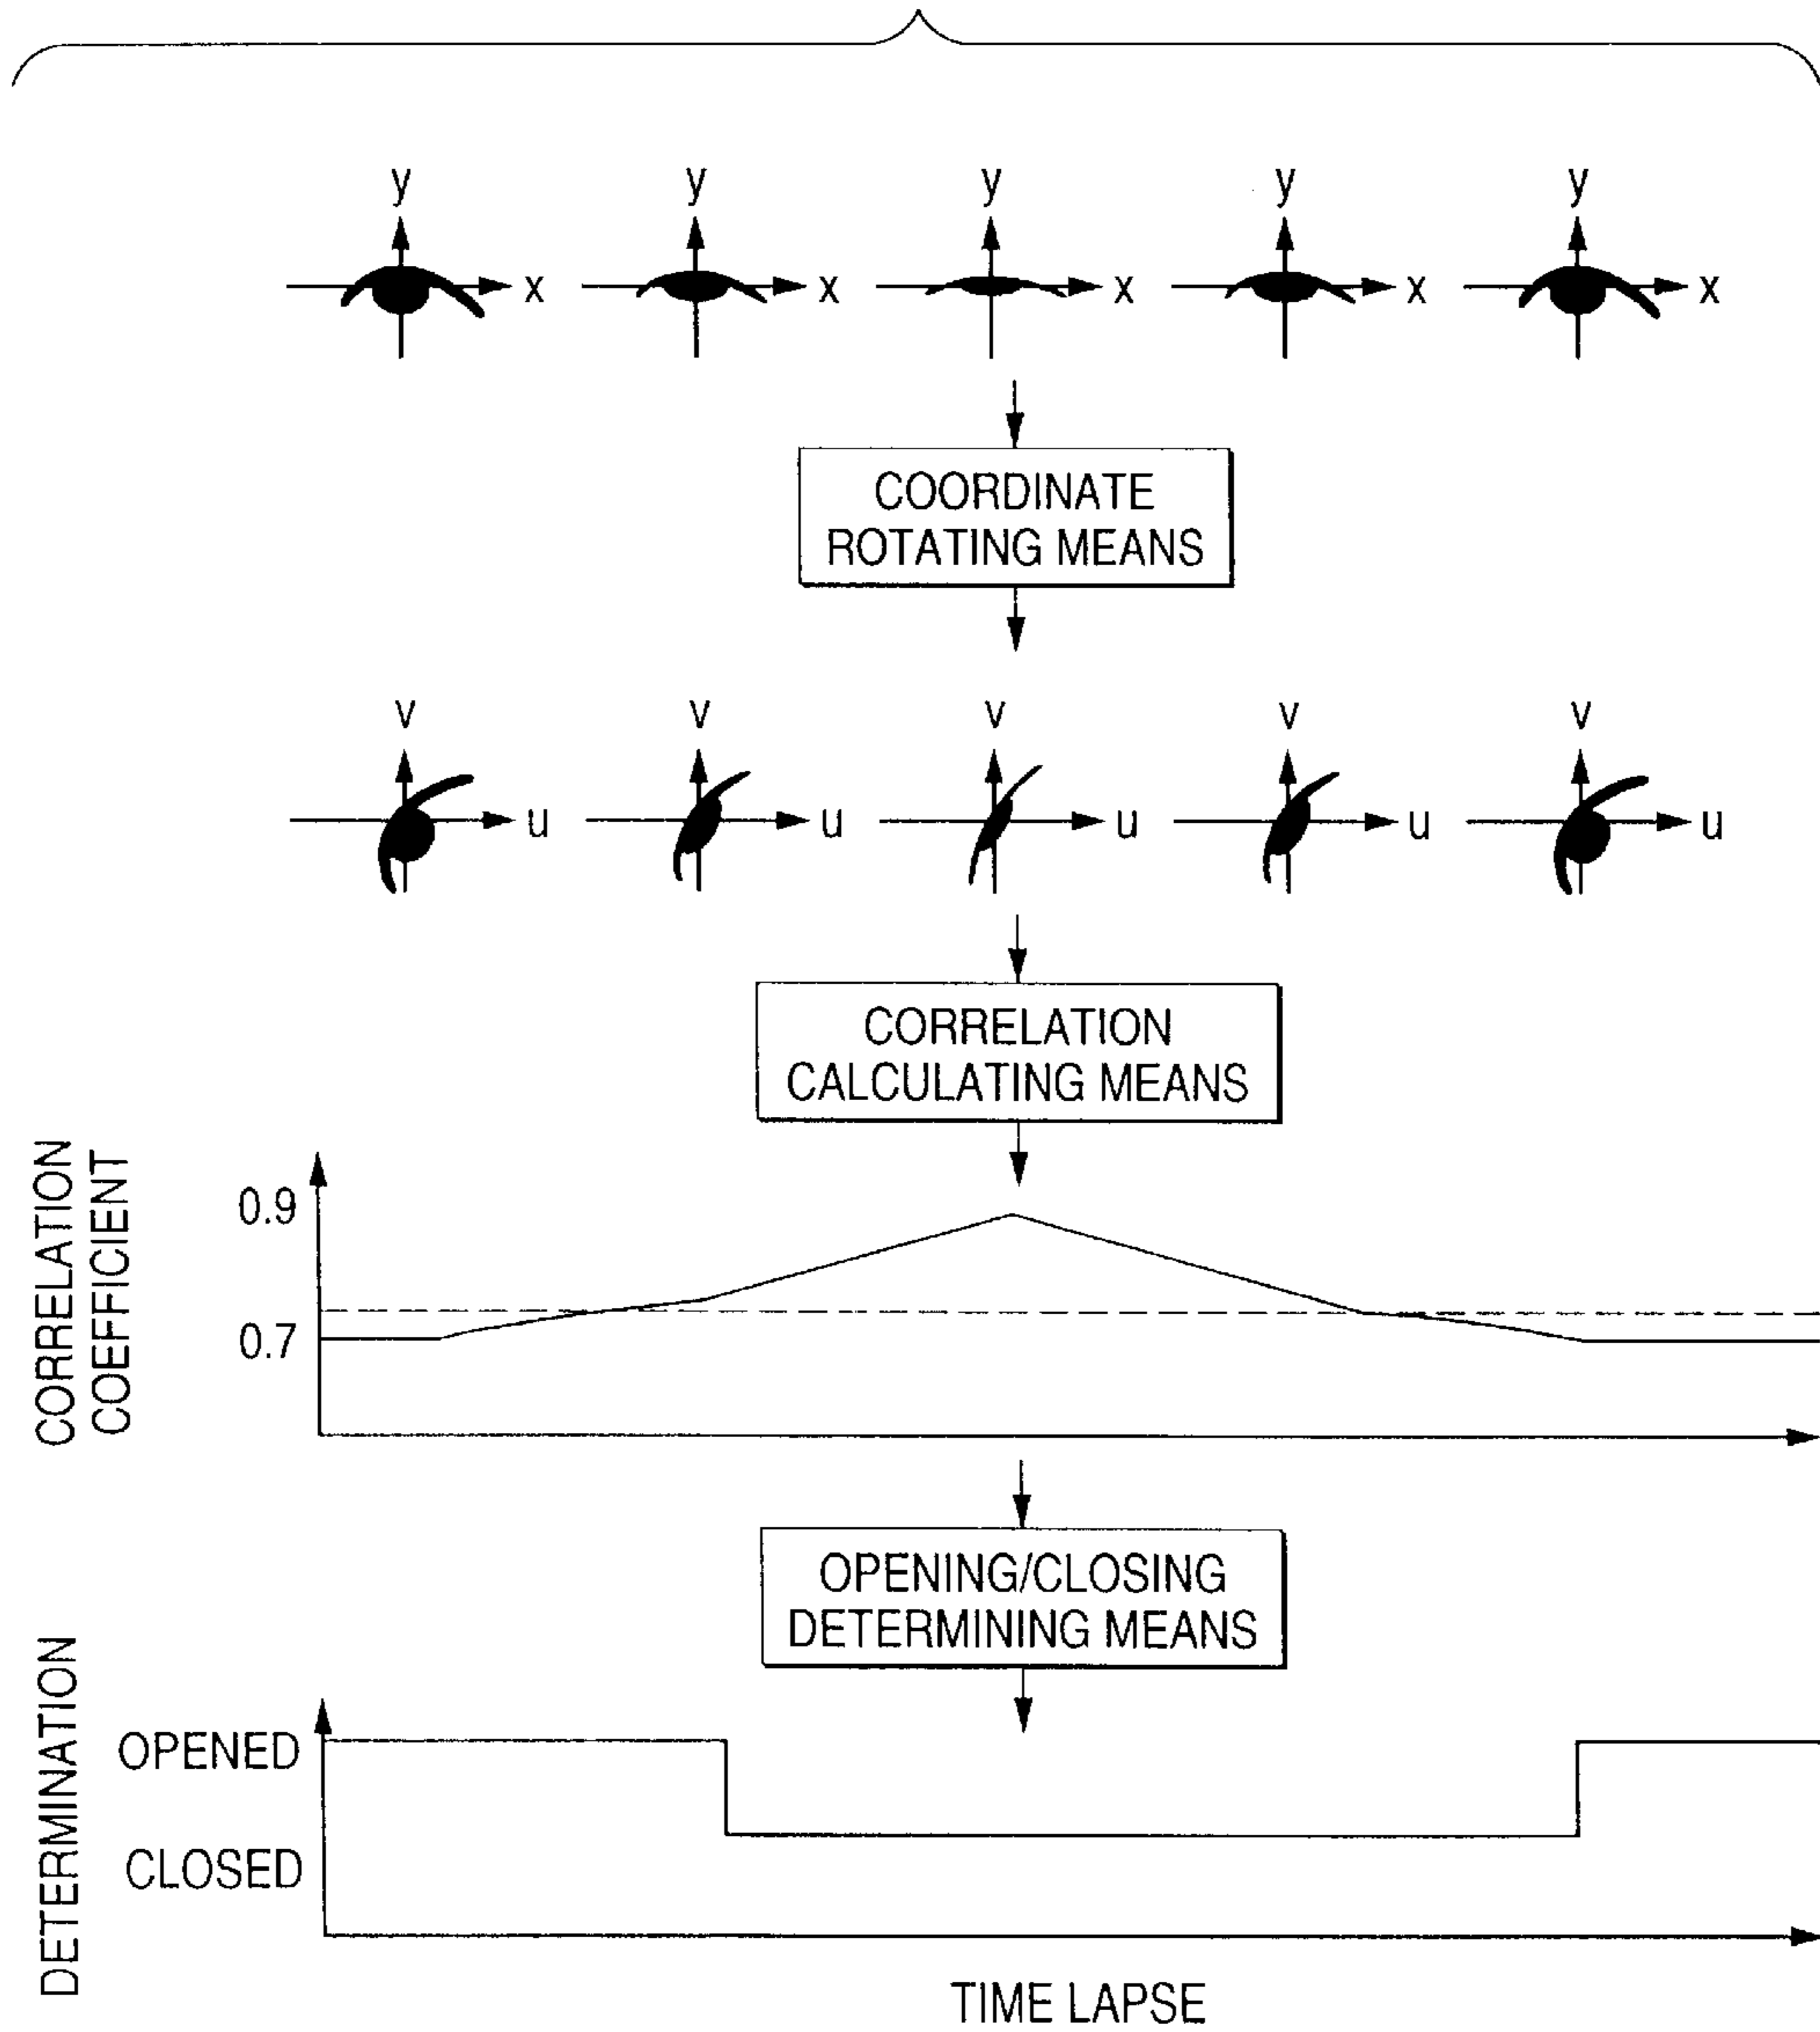 y y y y y
x x x x x
COORDINATE
ROTATING MEANS
v v v v v
u u u u u
CORRELATION
CALCULATING MEANS
CORRELATION
COEFFICIENT
0.9
0.7
OPENING/CLOSING
DETERMINING MEANS
DETERMINATION
OPENED
CLOSED
TIME LAPSE